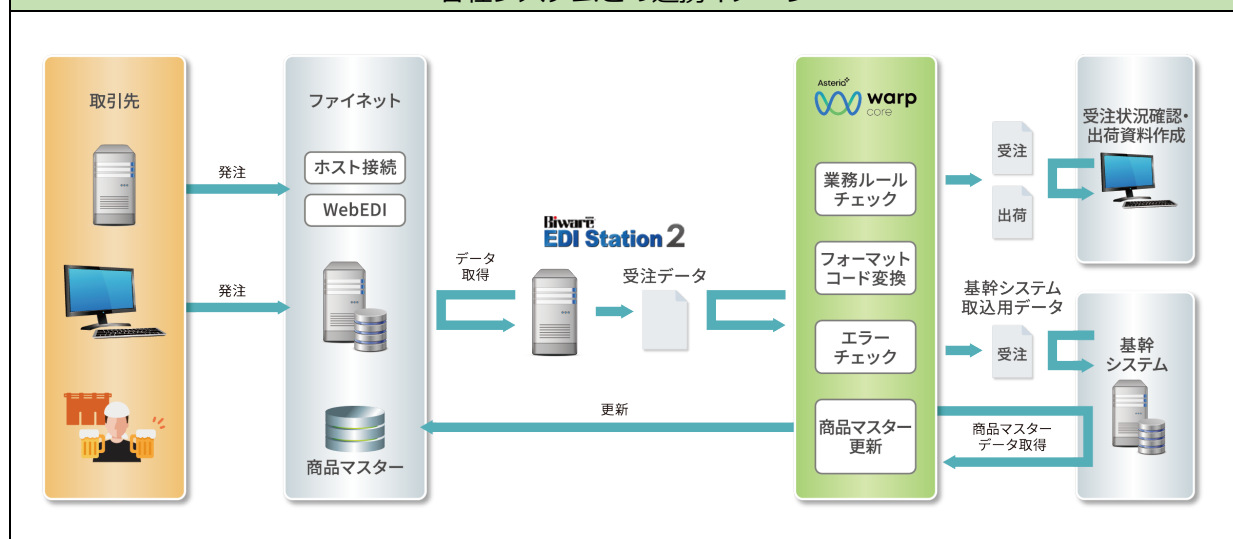 取引先
発注
発注
ファイネット
ホスト接続
WebEDI
商品マスター
データ
取得
Biware
EDI Station 2
受注データ
更新
Asteria
warp
core
業務ルール
チェック
フォーマット
コード変換
エラー
チェック
商品マスター
更新
受注
出荷
受注状況確認・
出荷資料作成
基幹システム
取込用データ
受注
基幹
システム
商品マスター
データ取得